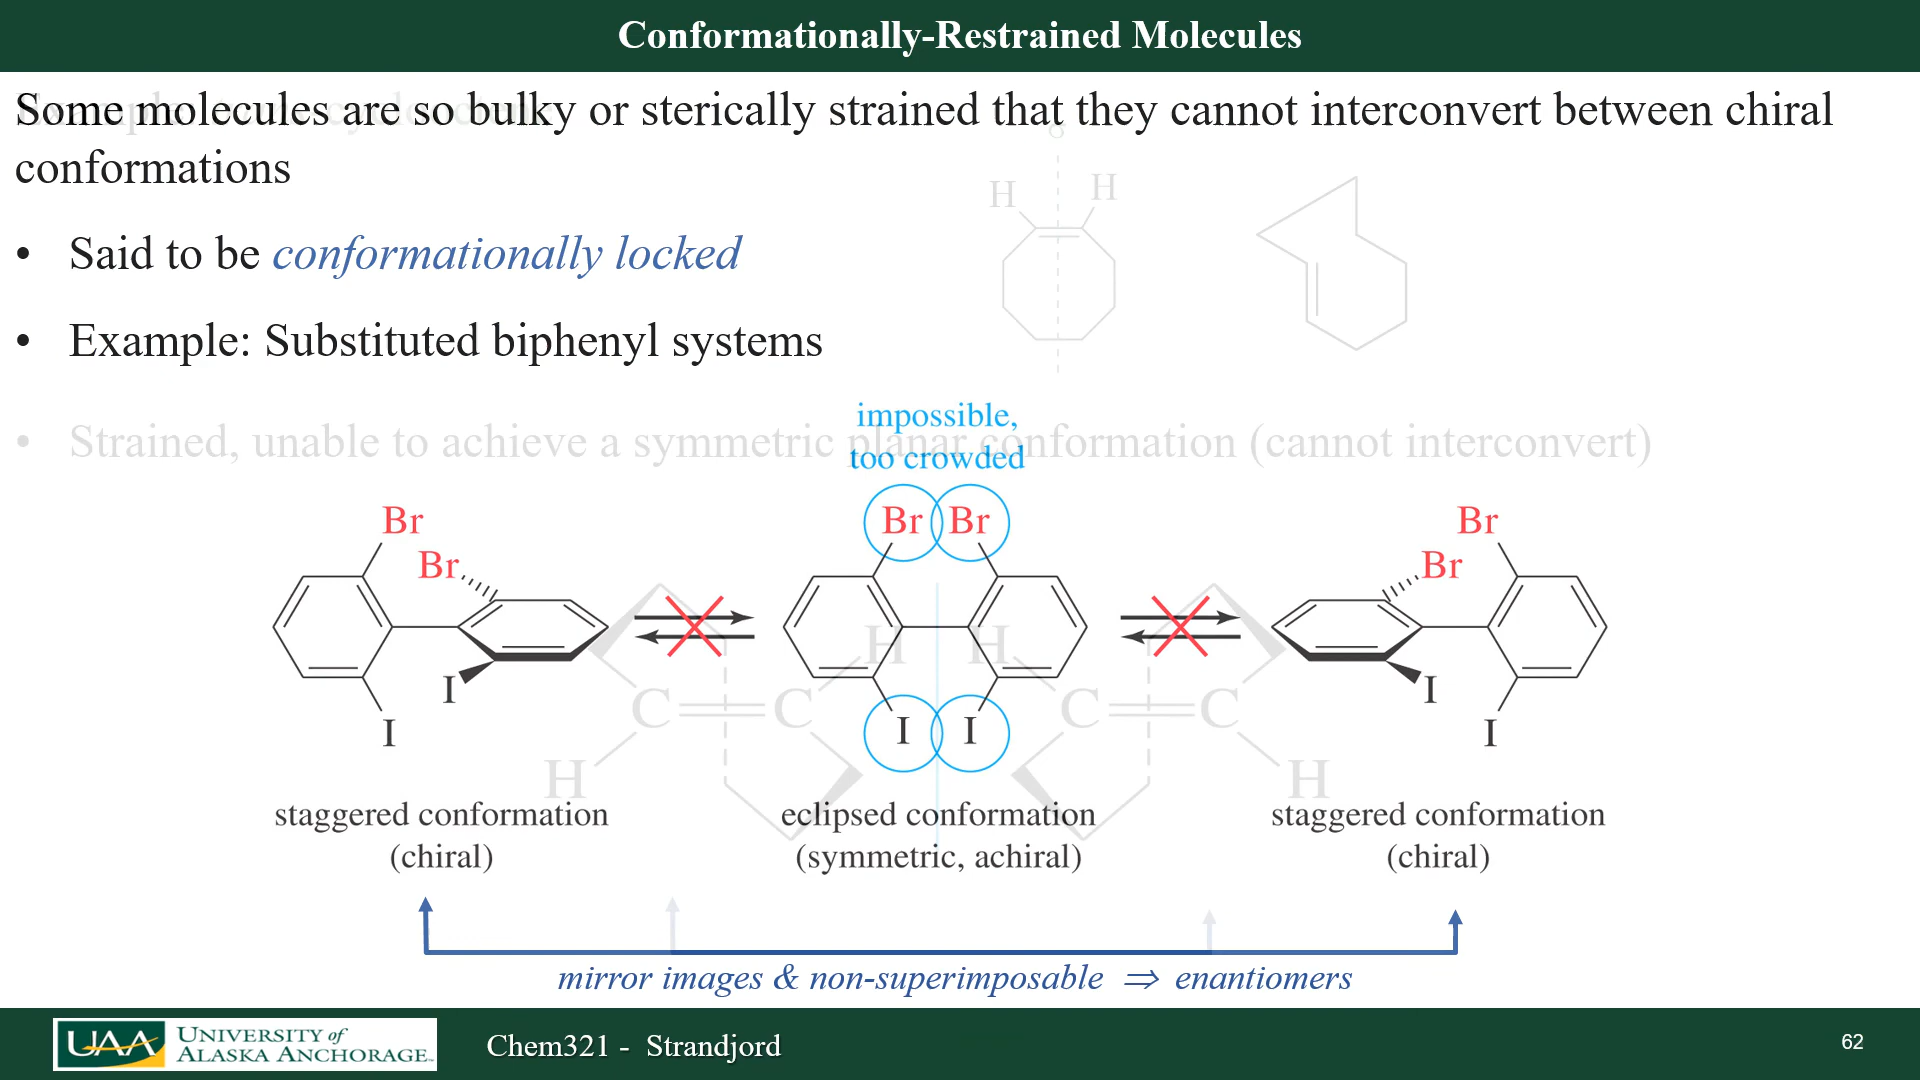 Conformationally-Restrained Molecules
Some molecules are so bulky or sterically strained that they cannot interconvert between chiral
conformations
H H
• Said to be conformationally locked
• Example: Substituted biphenyl systems
impossible,
• Strained, unable to achieve a symmetric planar conformation (cannot interconvert)
too crowded
Br Br Br Br
Br Br
H H
I I
C C C C
I I I I
H H
staggered conformation eclipsed conformation staggered conformation
(chiral) (symmetric, achiral) (chiral)
mirror images & non-superimposable ⇒ enantiomers
UAA UNIVERSITY of
ALASKA ANCHORAGE
Chem321 - Strandjord
62